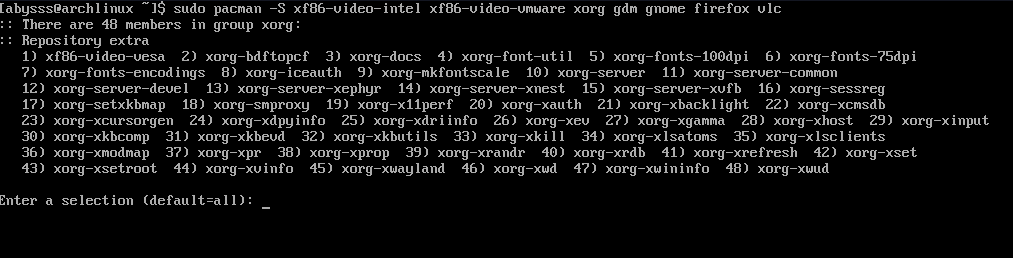 [abysss@archlinux ~]$ sudo pacman -S xf86-video-intel xf86-video-vmware xorg gdm gnome firefox vlc
:: There are 48 members in group xorg:
:: Repository extra
   1) xf86-video-vesa  2) xorg-bdftopcf  3) xorg-docs  4) xorg-font-util  5) xorg-fonts-100dpi  6) xorg-fonts-75dpi
   7) xorg-fonts-encodings  8) xorg-iceauth  9) xorg-mkfontscale  10) xorg-server  11) xorg-server-common
   12) xorg-server-devel  13) xorg-server-xephyr  14) xorg-server-xnest  15) xorg-server-xvfb  16) xorg-sessreg
   17) xorg-setxkbmap  18) xorg-smproxy  19) xorg-x11perf  20) xorg-xauth  21) xorg-xbacklight  22) xorg-xcmsdb
   23) xorg-xcursorgen  24) xorg-xdpyinfo  25) xorg-xdriinfo  26) xorg-xev  27) xorg-xgamma  28) xorg-xhost  29) xorg-xinput
   30) xorg-xkbcomp  31) xorg-xkbevd  32) xorg-xkbutils  33) xorg-xkill  34) xorg-xlsatoms  35) xorg-xlsclients
   36) xorg-xmodmap  37) xorg-xpr  38) xorg-xprop  39) xorg-xrandr  40) xorg-xrdb  41) xorg-xrefresh  42) xorg-xset
   43) xorg-xsetroot  44) xorg-xvinfo  45) xorg-xwayland  46) xorg-xwd  47) xorg-xwininfo  48) xorg-xwud

Enter a selection (default=all): _